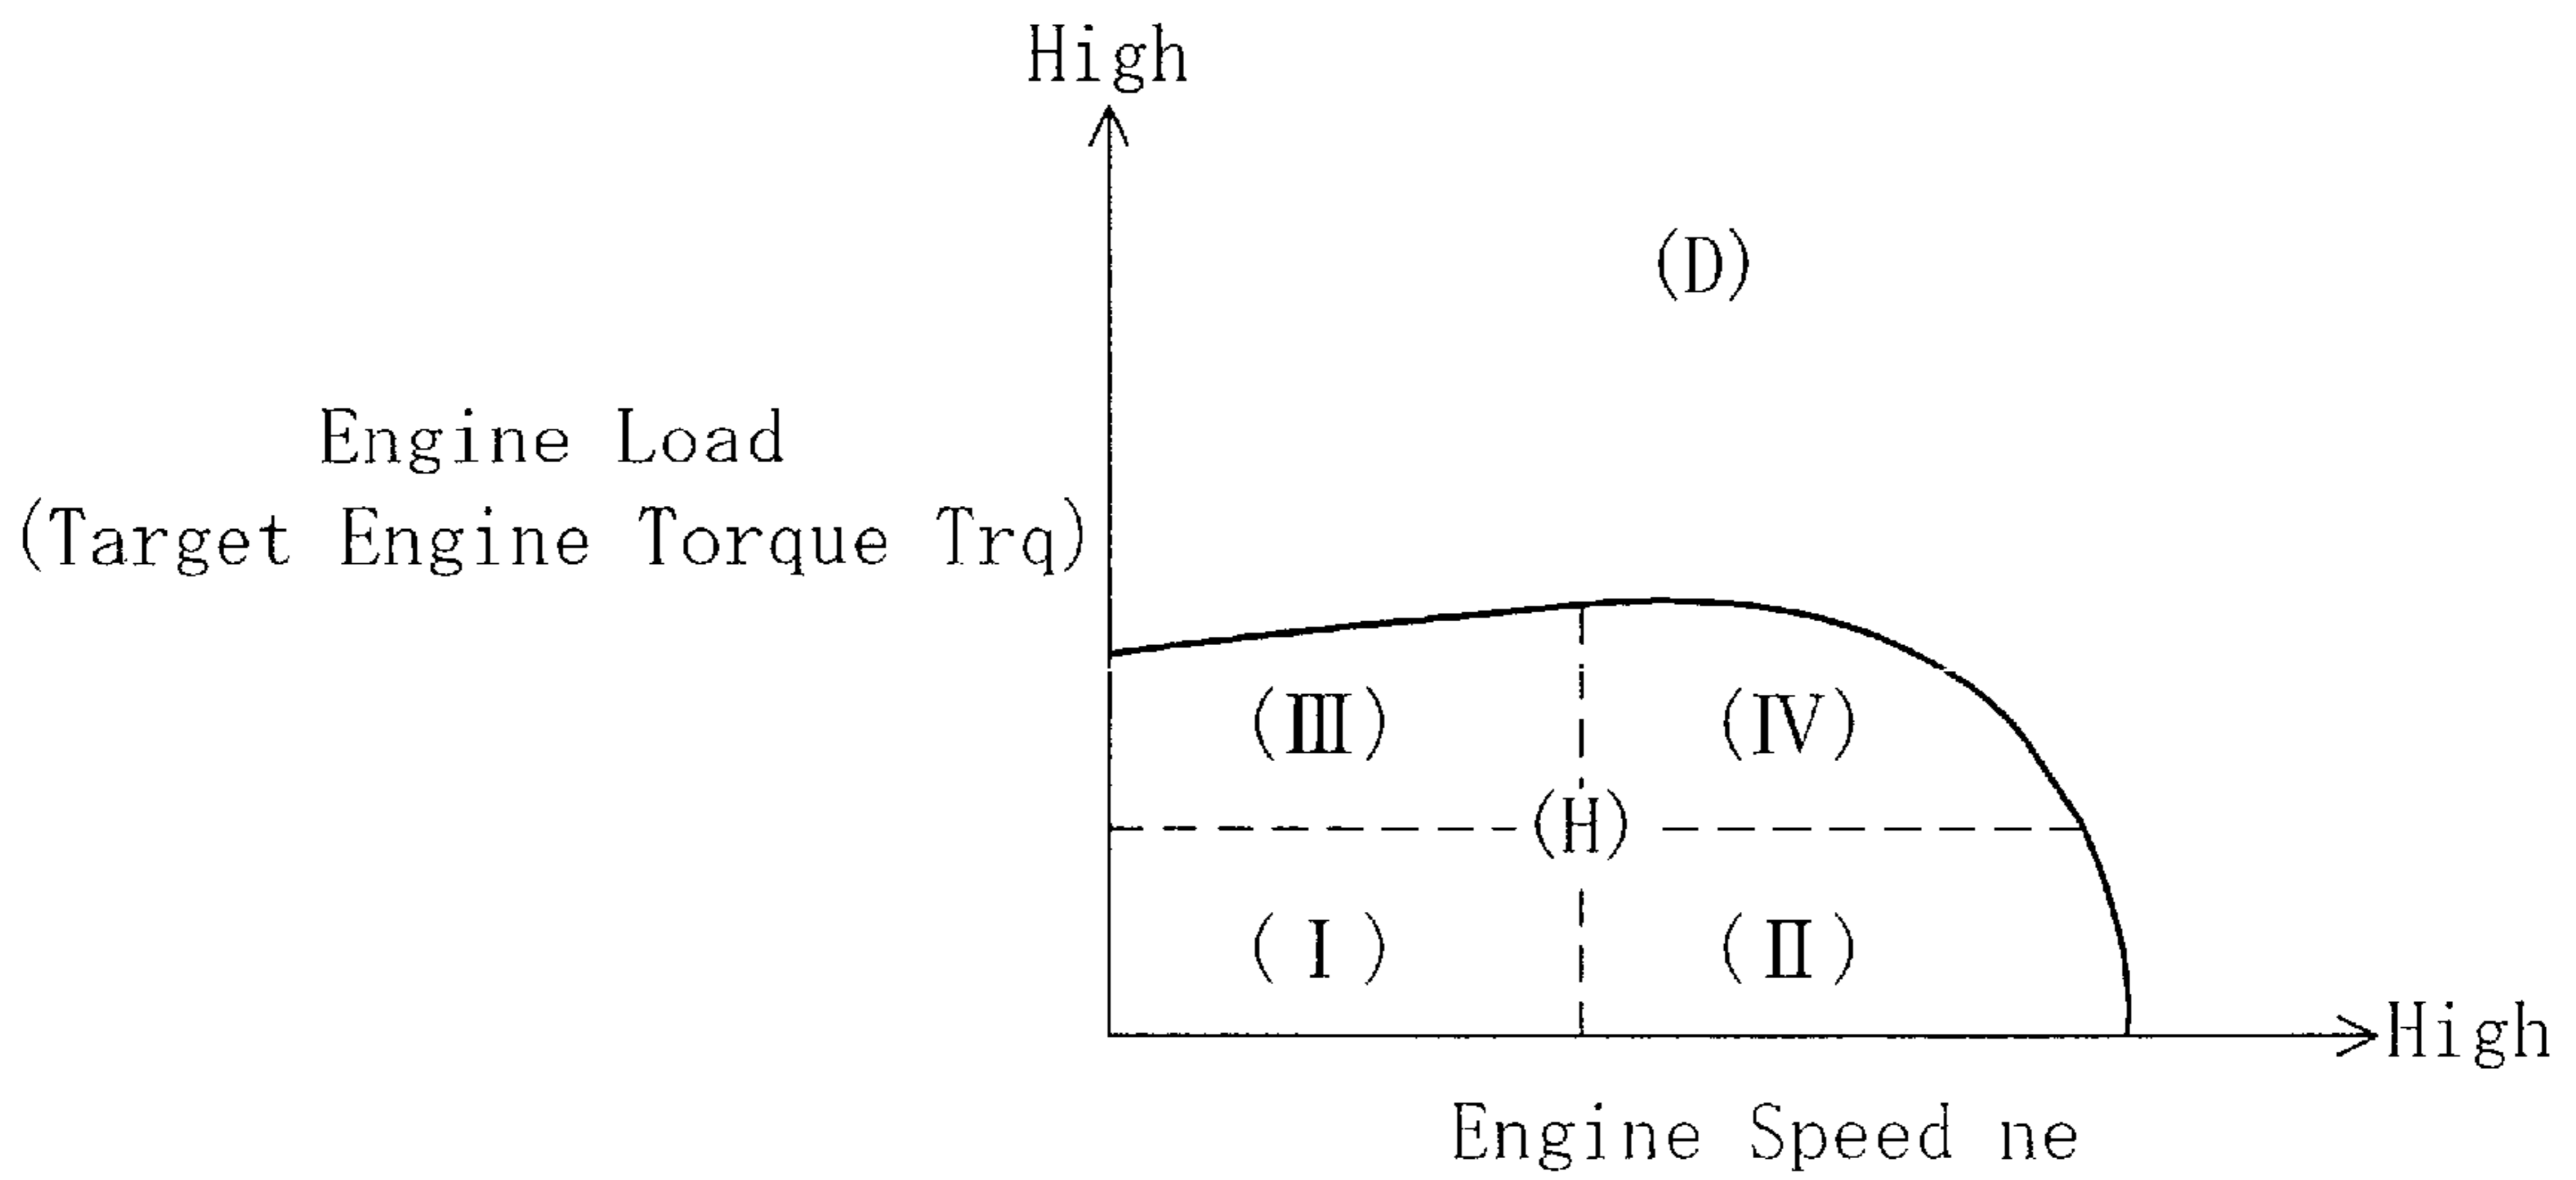 High
(D)
Engine Load
(Target Engine Torque Trq)
(Ⅲ)
(Ⅳ)
(H)
(Ⅰ)
(Ⅱ)
High
Engine Speed ne